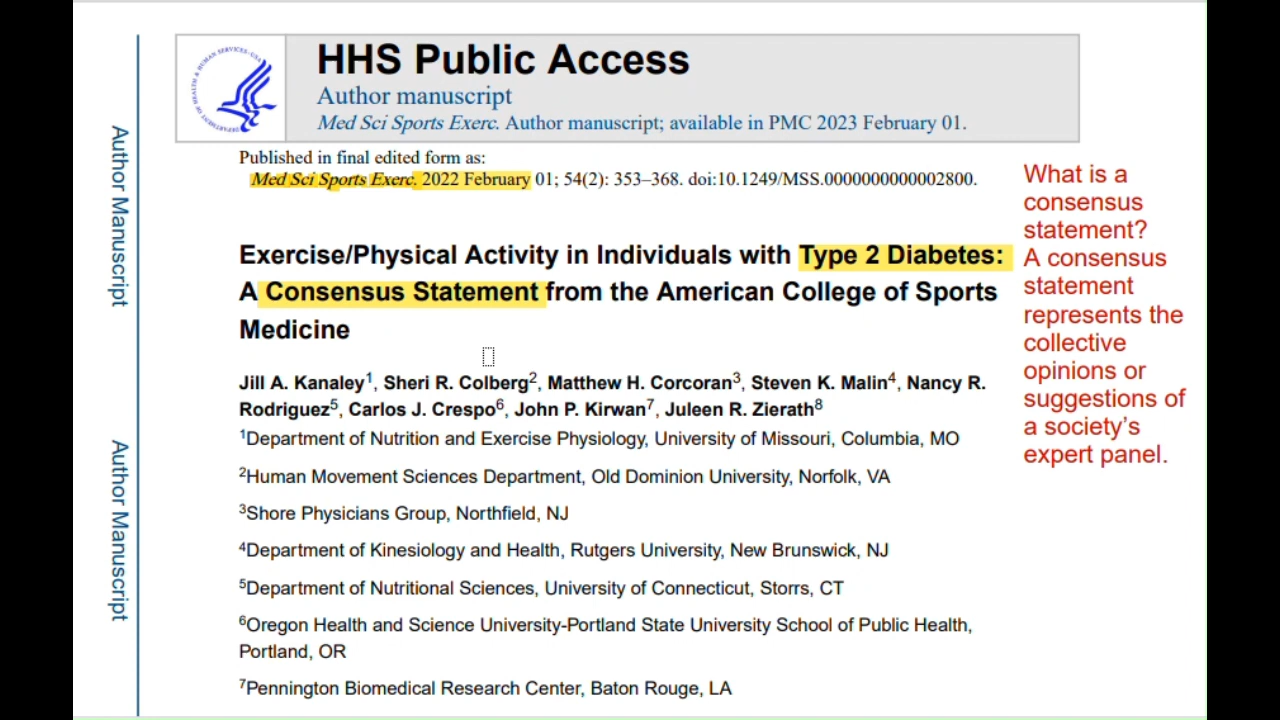 HHS Public Access
Author manuscript
Med Sci Sports Exerc. Author manuscript; available in PMC 2023 February 01.
Published in final edited form as:
Med Sci Sports Exerc. 2022 February 01; 54(2): 353–368. doi:10.1249/MSS.0000000000002800.
Exercise/Physical Activity in Individuals with Type 2 Diabetes:
A Consensus Statement from the American College of Sports
Medicine
Jill A. Kanaley1, Sheri R. Colberg2, Matthew H. Corcoran3, Steven K. Malin4, Nancy R.
Rodriguez5, Carlos J. Crespo6, John P. Kirwan7, Juleen R. Zierath8
1Department of Nutrition and Exercise Physiology, University of Missouri, Columbia, MO
2Human Movement Sciences Department, Old Dominion University, Norfolk, VA
3Shore Physicians Group, Northfield, NJ
4Department of Kinesiology and Health, Rutgers University, New Brunswick, NJ
5Department of Nutritional Sciences, University of Connecticut, Storrs, CT
6Oregon Health and Science University-Portland State University School of Public Health,
Portland, OR
7Pennington Biomedical Research Center, Baton Rouge, LA
What is a
consensus
statement?
A consensus
statement
represents the
collective
opinions or
suggestions of
a society's
expert panel.
Author Manuscript
Author Manuscript